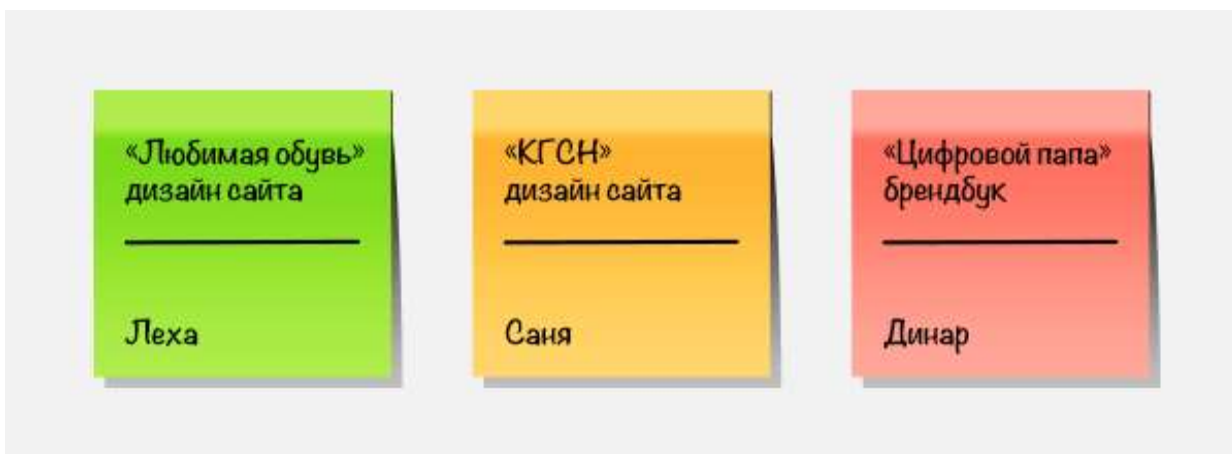 «Любимая обувь»
дизайн сайта
Леха
«КГСН»
дизайн сайта
Саня
«Цифровой папа»
брендбук
Динар